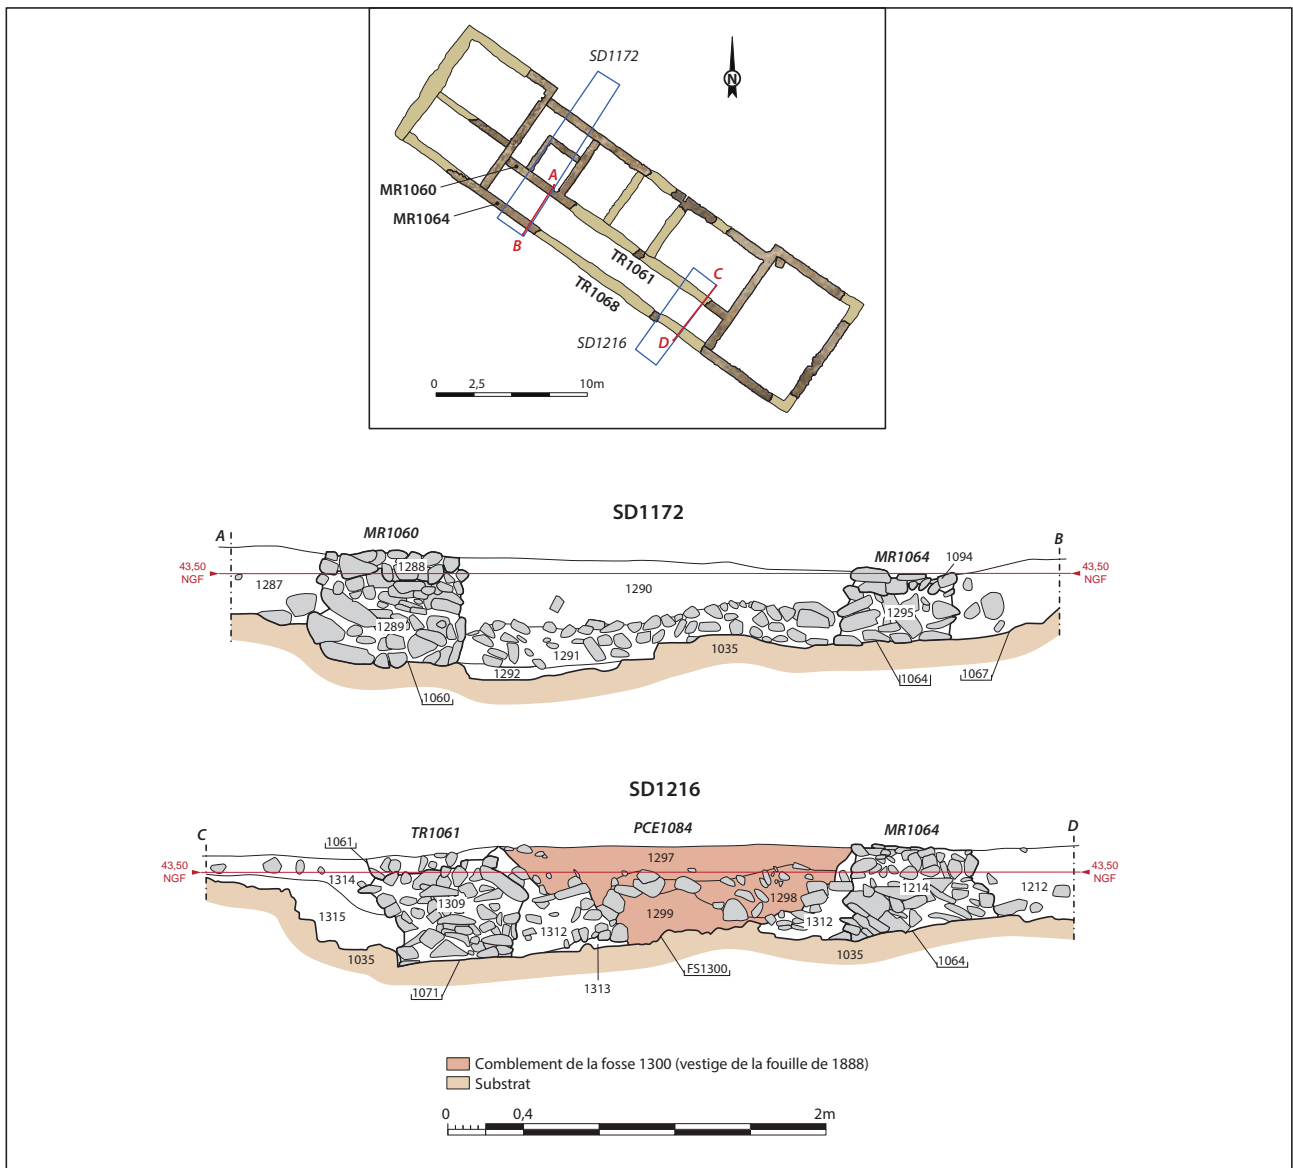 SD1172
N
MR1060
A
MR1064
B
TR1061
C
TR1068
SD1216
D
0 2,5 10m
SD1172
A
MR1060
B
MR1064
1094
43,50
NGF
1288
43,50
NGF
1287
1290
1289
1295
1291
1035
1292
1064
1067
1060
SD1216
C
TR1061
PCE1084
MR1064
D
1061
1297
43,50
NGF
1314
43,50
NGF
1214
1212
1309
1298
1315
1299
1312
1312
1035
1035
1064
FS1300
1313
1071
Comblement de la fosse 1300 (vestige de la fouille de 1888)
Substrat
0 0,4 2m